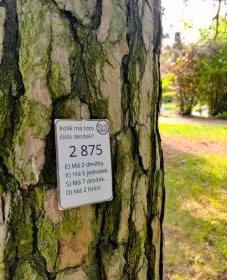 Kolik má toto
číslo desítek?
2 875
E) Má 2 desítky.
X) Má 5 jednotek.
S) Má 7 desítek.
D) Má 2 tisíce.